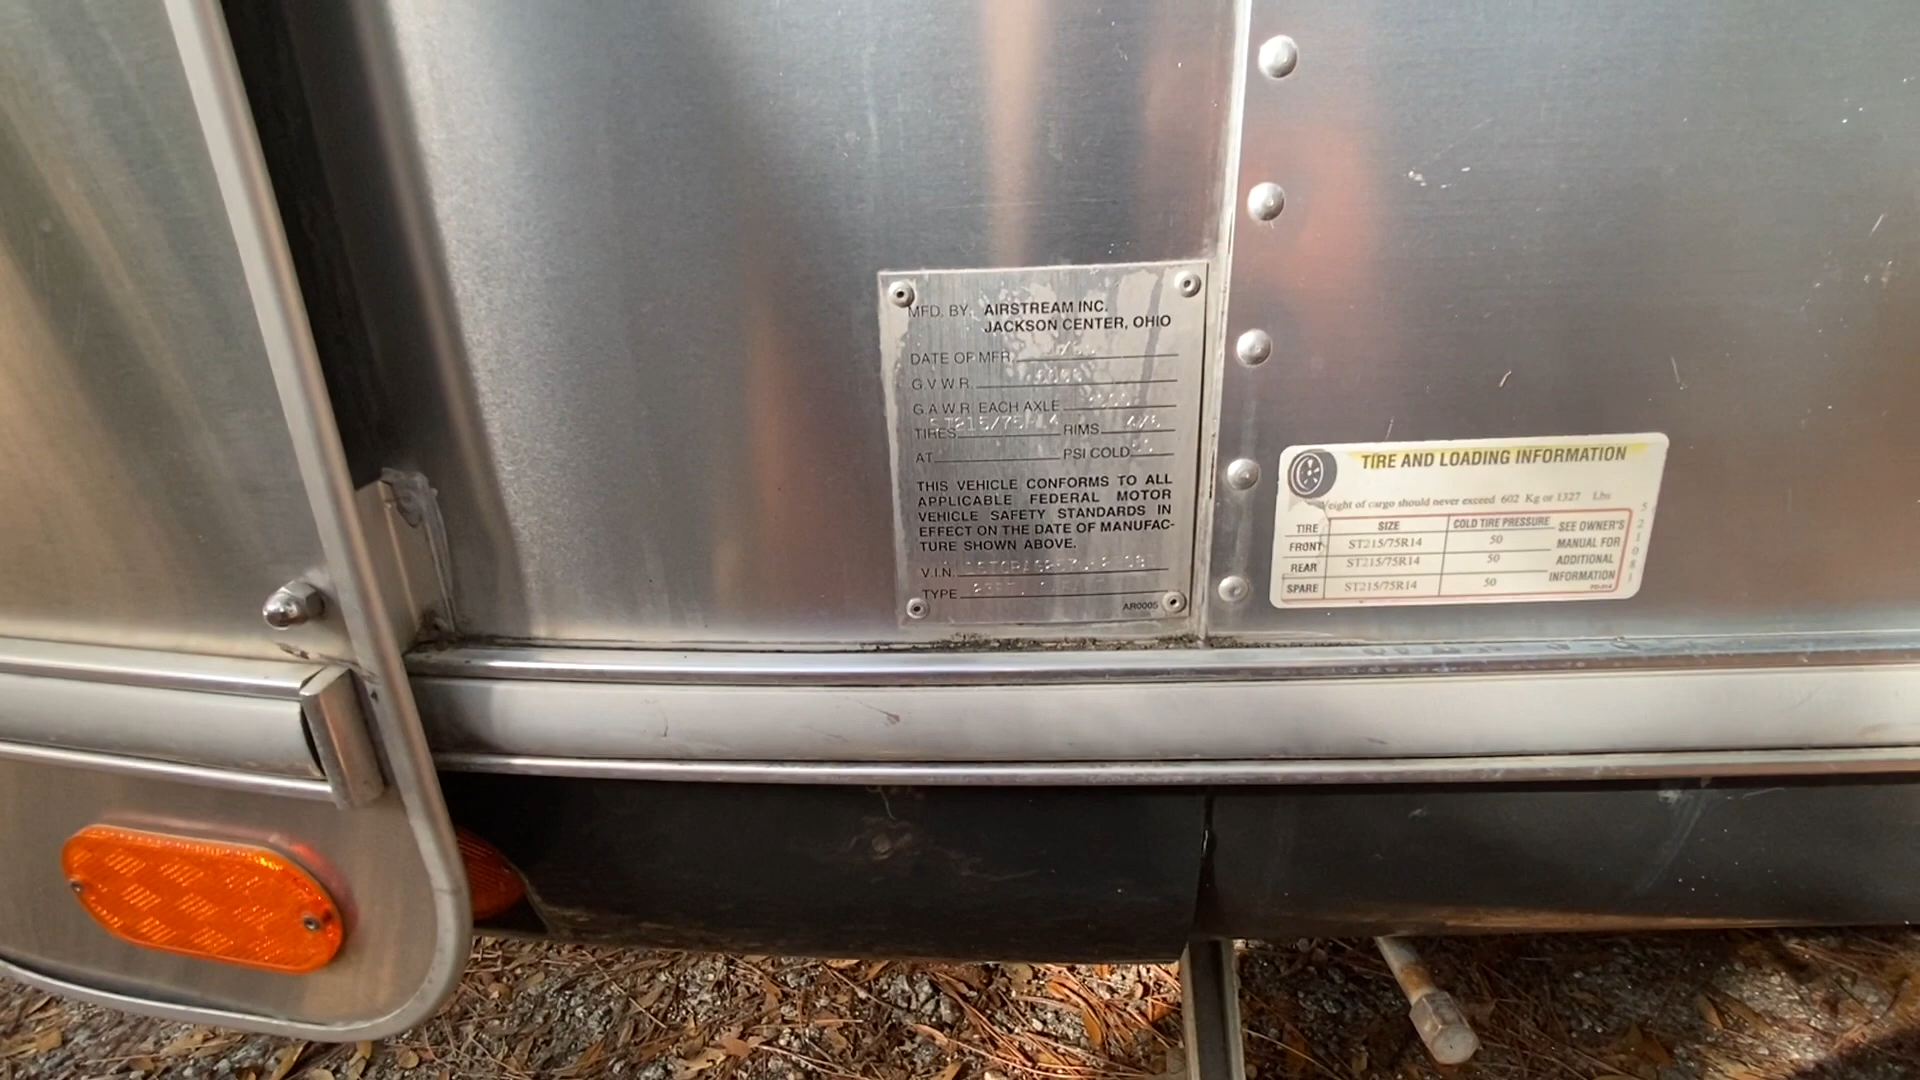 MFD. BY: AIRSTREAM INC.
JACKSON CENTER, OHIO
DATE OF MFR.
G.V.W.R.
G.A.W.R. EACH AXLE
TIRES ST215/75R14 RIMS
AT PSI COLD
THIS VEHICLE CONFORMS TO ALL
APPLICABLE FEDERAL MOTOR
VEHICLE SAFETY STANDARDS IN
EFFECT ON THE DATE OF MANUFAC-
TURE SHOWN ABOVE.
V.I.N.
TYPE
AR0005
TIRE AND LOADING INFORMATION
Weight of cargo should never exceed 602 Kg or 1327 Lbs
TIRE SIZE COLD TIRE PRESSURE
FRONT ST215/75R14 50
REAR ST215/75R14 50
SPARE ST215/75R14 50
SEE OWNER'S
MANUAL FOR
ADDITIONAL
INFORMATION
521081